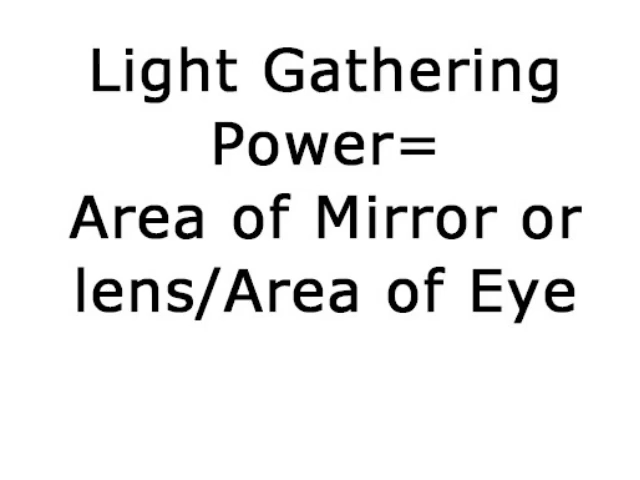 Light Gathering
Power=
Area of Mirror or
lens/Area of Eye